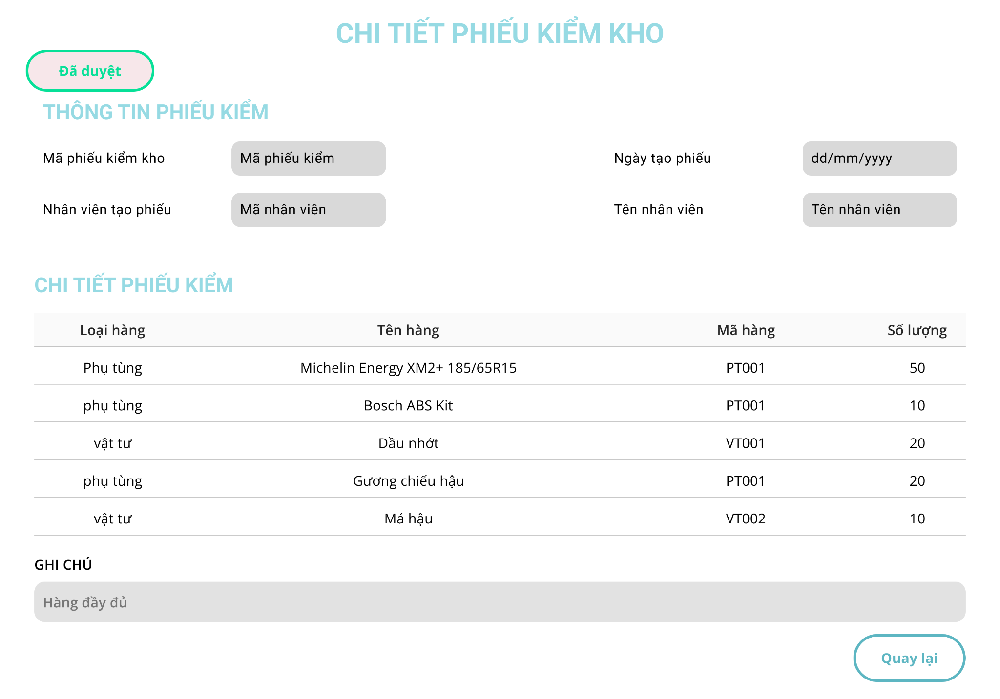 CHI TIẾT PHIẾU KIỂM KHO
Đã duyệt
THÔNG TIN PHIẾU KIỂM
Mã phiếu kiểm kho Mã phiếu kiểm Ngày tạo phiếu dd/mm/yyyy
Nhân viên tạo phiếu Mã nhân viên Tên nhân viên Tên nhân viên
CHI TIẾT PHIẾU KIỂM
Loại hàng Tên hàng Mã hàng Số lượng
Phụ tùng Michelin Energy XM2+ 185/65R15 PT001 50
phụ tùng Bosch ABS Kit PT001 10
vật tư Dầu nhớt VT001 20
phụ tùng Gương chiếu hậu PT001 20
vật tư Má hậu VT002 10
GHI CHÚ
Hàng đầy đủ
Quay lại